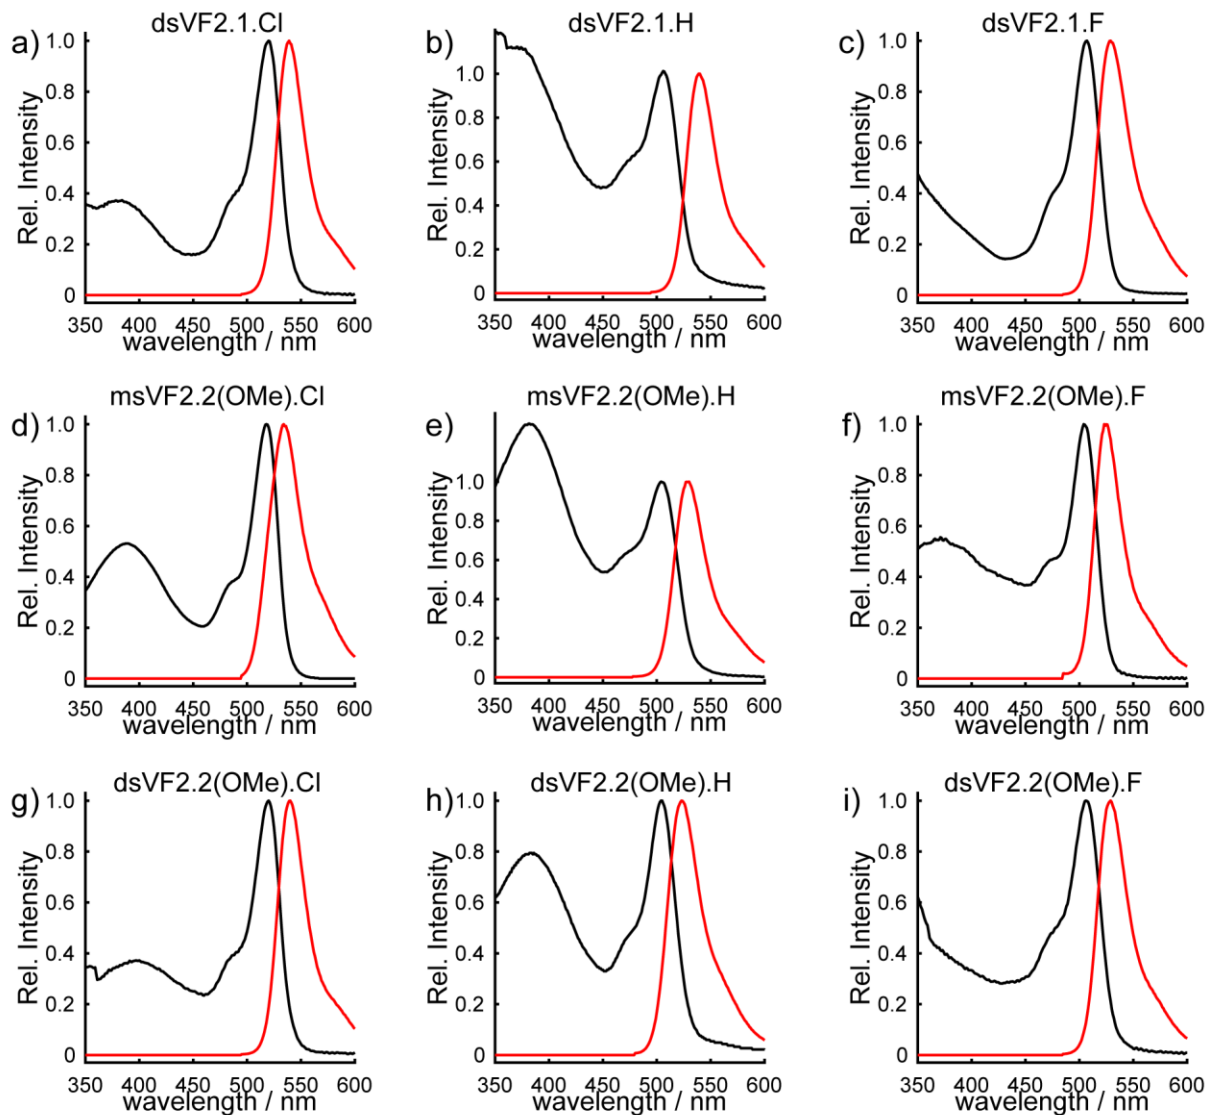 a) dsVF2.1.Cl
1.0
0.8
0.6
0.4
0.2
0
Rel. Intensity
350 400 450 500 550 600
wavelength / nm
b) dsVF2.1.H
1.0
0.8
0.6
0.4
0.2
0
Rel. Intensity
350 400 450 500 550 600
wavelength / nm
c) dsVF2.1.F
1.0
0.8
0.6
0.4
0.2
0
Rel. Intensity
350 400 450 500 550 600
wavelength / nm
d) msVF2.2(OMe).Cl
1.0
0.8
0.6
0.4
0.2
0
Rel. Intensity
350 400 450 500 550 600
wavelength / nm
e) msVF2.2(OMe).H
1.0
0.8
0.6
0.4
0.2
0
Rel. Intensity
350 400 450 500 550 600
wavelength / nm
f) msVF2.2(OMe).F
1.0
0.8
0.6
0.4
0.2
0
Rel. Intensity
350 400 450 500 550 600
wavelength / nm
g) dsVF2.2(OMe).Cl
1.0
0.8
0.6
0.4
0.2
0
Rel. Intensity
350 400 450 500 550 600
wavelength / nm
h) dsVF2.2(OMe).H
1.0
0.8
0.6
0.4
0.2
0
Rel. Intensity
350 400 450 500 550 600
wavelength / nm
i) dsVF2.2(OMe).F
1.0
0.8
0.6
0.4
0.2
0
Rel. Intensity
350 400 450 500 550 600
wavelength / nm